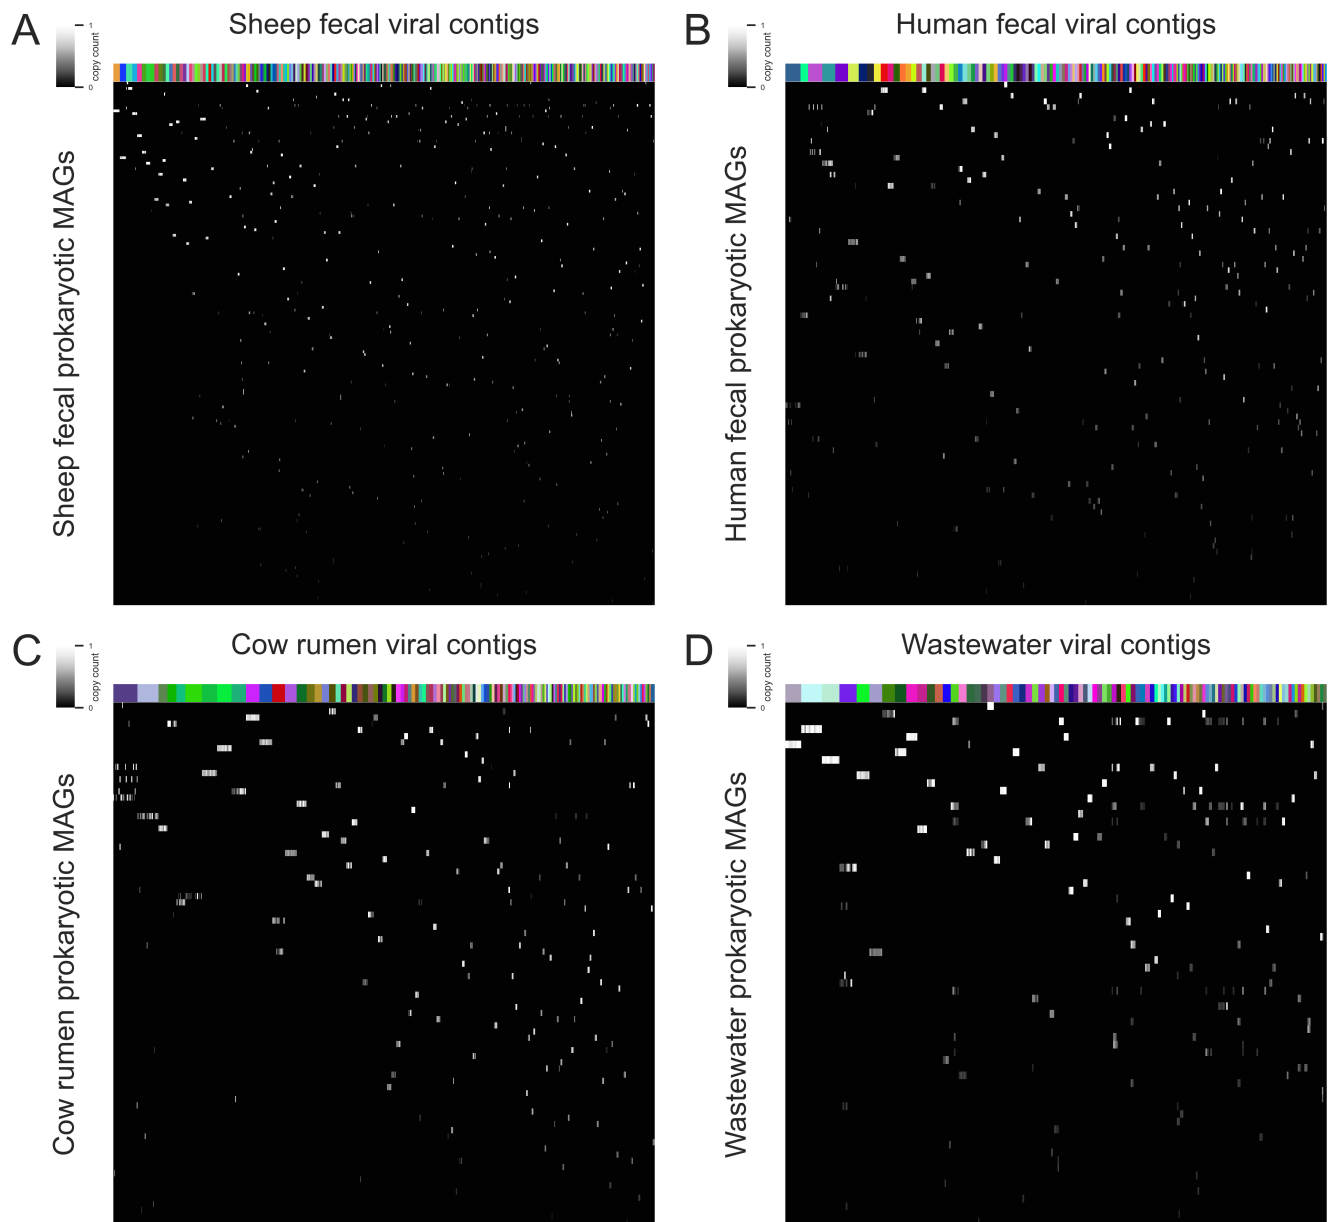 A
1
copy count
0
Sheep fecal viral contigs
Sheep fecal prokaryotic MAGs
B
1
copy count
0
Human fecal viral contigs
Human fecal prokaryotic MAGs
C
1
copy count
0
Cow rumen viral contigs
Cow rumen prokaryotic MAGs
D
1
copy count
0
Wastewater viral contigs
Wastewater prokaryotic MAGs